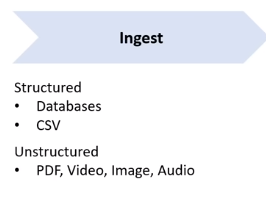 Ingest
Structured
• Databases
• CSV
Unstructured
• PDF, Video, Image, Audio